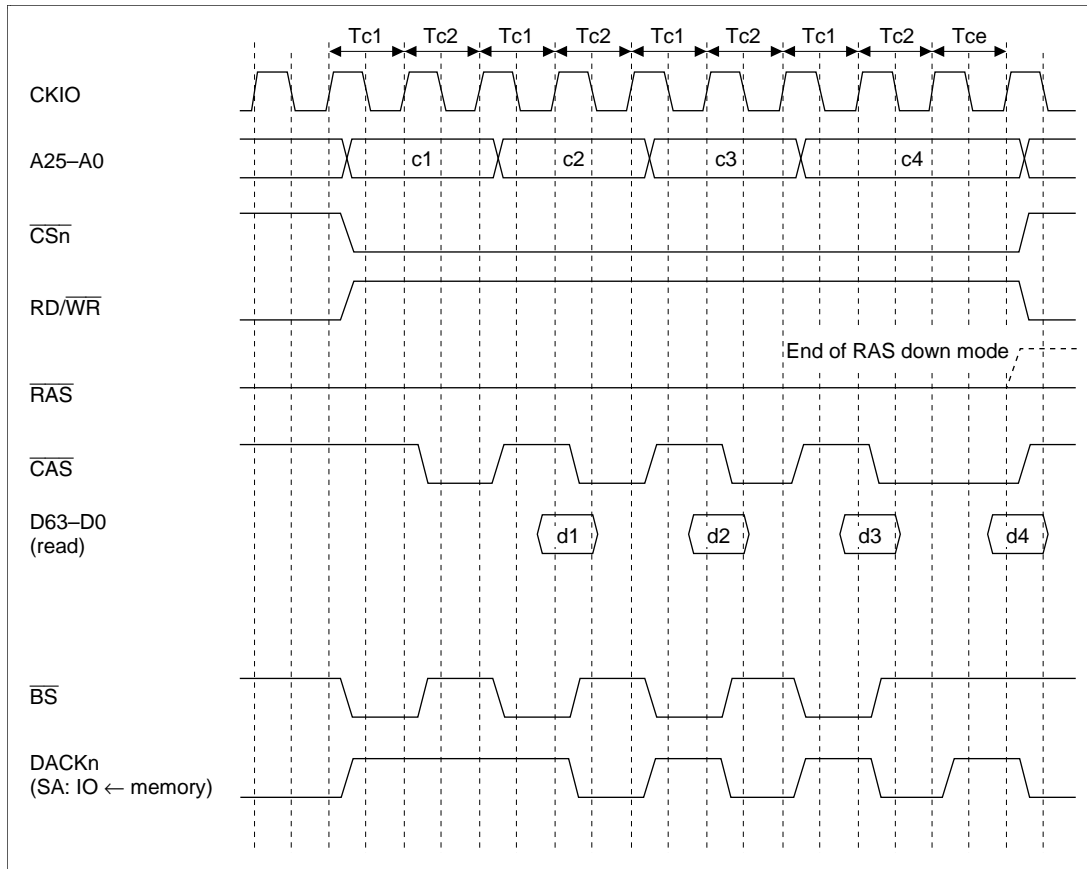 Tc1 Tc2 Tc1 Tc2 Tc1 Tc2 Tc1 Tc2 Tce
CKIO
A25–A0 c1 c2 c3 c4
CSn
RD/WR
End of RAS down mode
RAS
CAS
D63–D0
(read) d1 d2 d3 d4
BS
DACKn
(SA: IO ← memory)